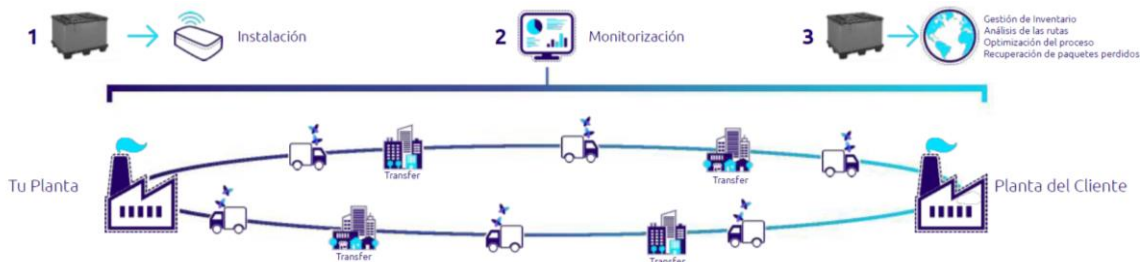 1
Instalación
2
Monitorización
3
Gestión de Inventario
Análisis de las rutas
Optimización del proceso
Recuperación de paquetes perdidos
Tu Planta
Transfer
Transfer
Planta del Cliente
Transfer
Transfer